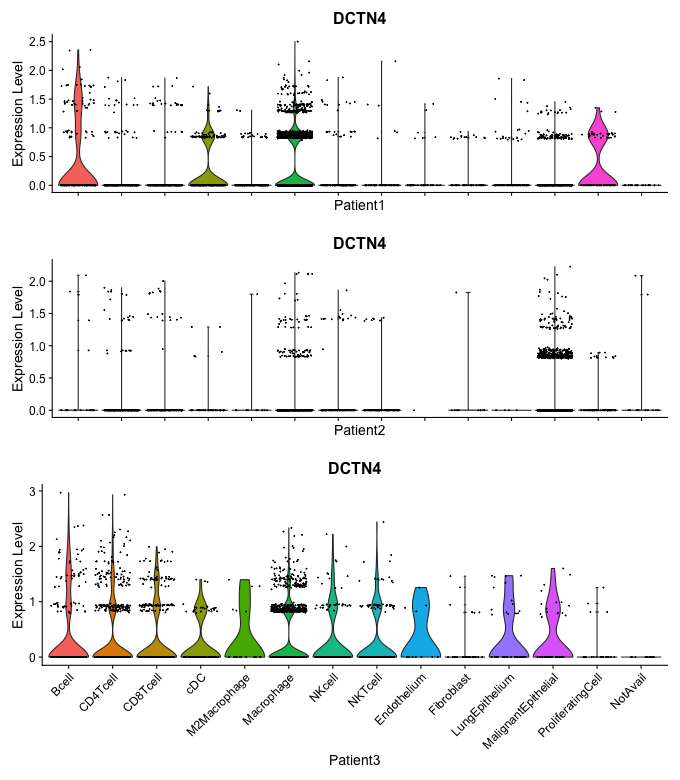 DCTN4
Expression Level
2.5
2.0
1.5
1.0
0.5
0.0
Patient1
DCTN4
Expression Level
2.0
1.5
1.0
0.5
0.0
Patient2
DCTN4
Expression Level
3
2
1
0
Bcell
CD4Tcell
CD8Tcell
cDC
M2Macrophage
Macrophage
NKcell
NKTcell
Endothelium
Fibroblast
LungEpithelium
MalignantEpithelial
ProliferatingCell
NotAvail
Patient3